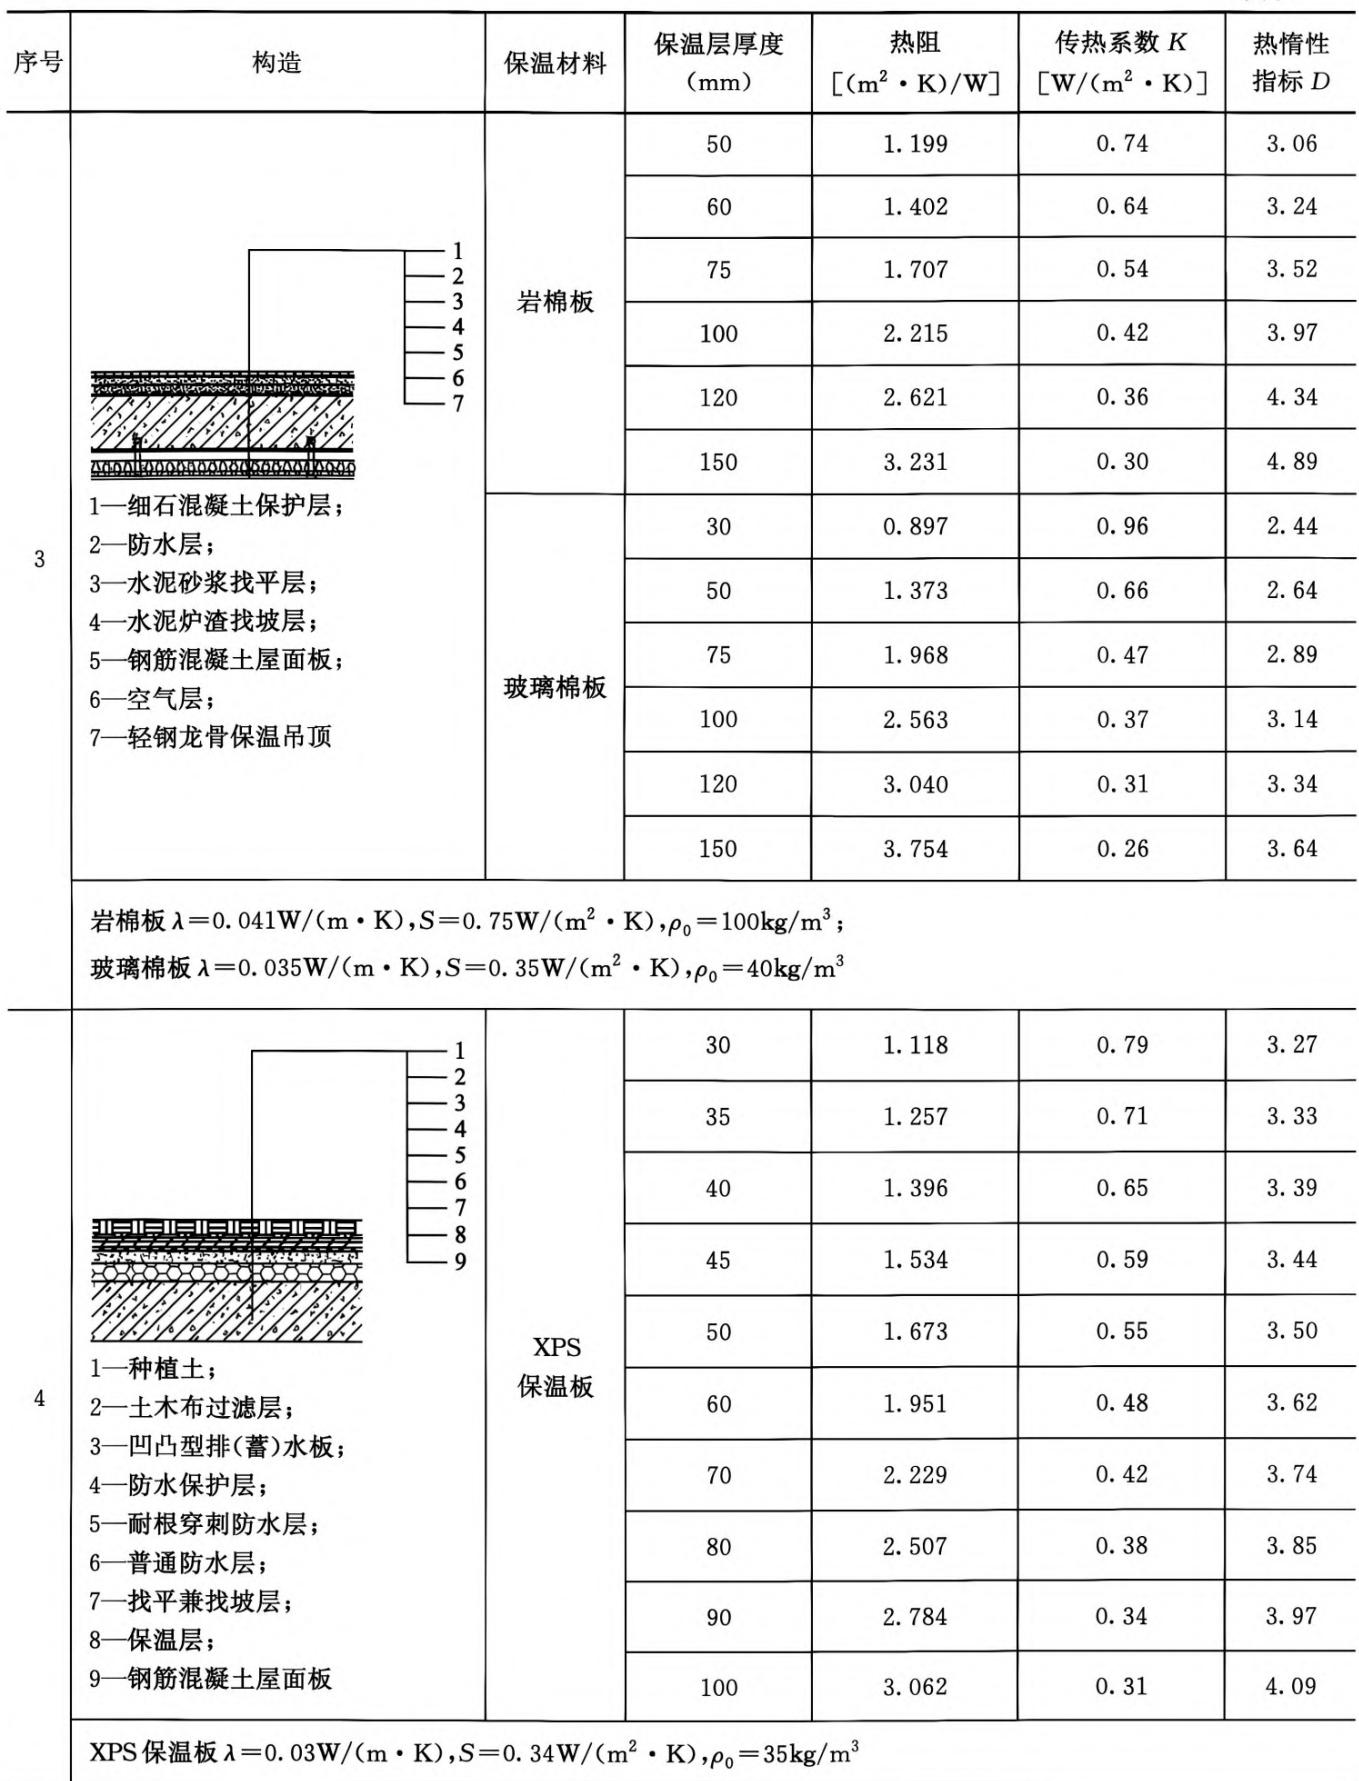 序号 构造 保温材料 保温层厚度(mm) 热阻[(m²·K)/W] 传热系数 K[W/(m²·K)] 热惰性指标 D
3
1
2
3
4
5
6
7
1—细石混凝土保护层；
2—防水层；
3—水泥砂浆找平层；
4—水泥炉渣找坡层；
5—钢筋混凝土屋面板；
6—空气层；
7—轻钢龙骨保温吊顶
岩棉板
50 1.199 0.74 3.06
60 1.402 0.64 3.24
75 1.707 0.54 3.52
100 2.215 0.42 3.97
120 2.621 0.36 4.34
150 3.231 0.30 4.89
玻璃棉板
30 0.897 0.96 2.44
50 1.373 0.66 2.64
75 1.968 0.47 2.89
100 2.563 0.37 3.14
120 3.040 0.31 3.34
150 3.754 0.26 3.64
岩棉板 λ=0.041W/(m·K),S=0.75W/(m²·K),ρ₀=100kg/m³；
玻璃棉板 λ=0.035W/(m·K),S=0.35W/(m²·K),ρ₀=40kg/m³
4
1
2
3
4
5
6
7
8
9
1—种植土；
2—土木布过滤层；
3—凹凸型排(蓄)水板；
4—防水保护层；
5—耐根穿刺防水层；
6—普通防水层；
7—找平兼找坡层；
8—保温层；
9—钢筋混凝土屋面板
XPS
保温板
30 1.118 0.79 3.27
35 1.257 0.71 3.33
40 1.396 0.65 3.39
45 1.534 0.59 3.44
50 1.673 0.55 3.50
60 1.951 0.48 3.62
70 2.229 0.42 3.74
80 2.507 0.38 3.85
90 2.784 0.34 3.97
100 3.062 0.31 4.09
XPS保温板 λ=0.03W/(m·K),S=0.34W/(m²·K),ρ₀=35kg/m³